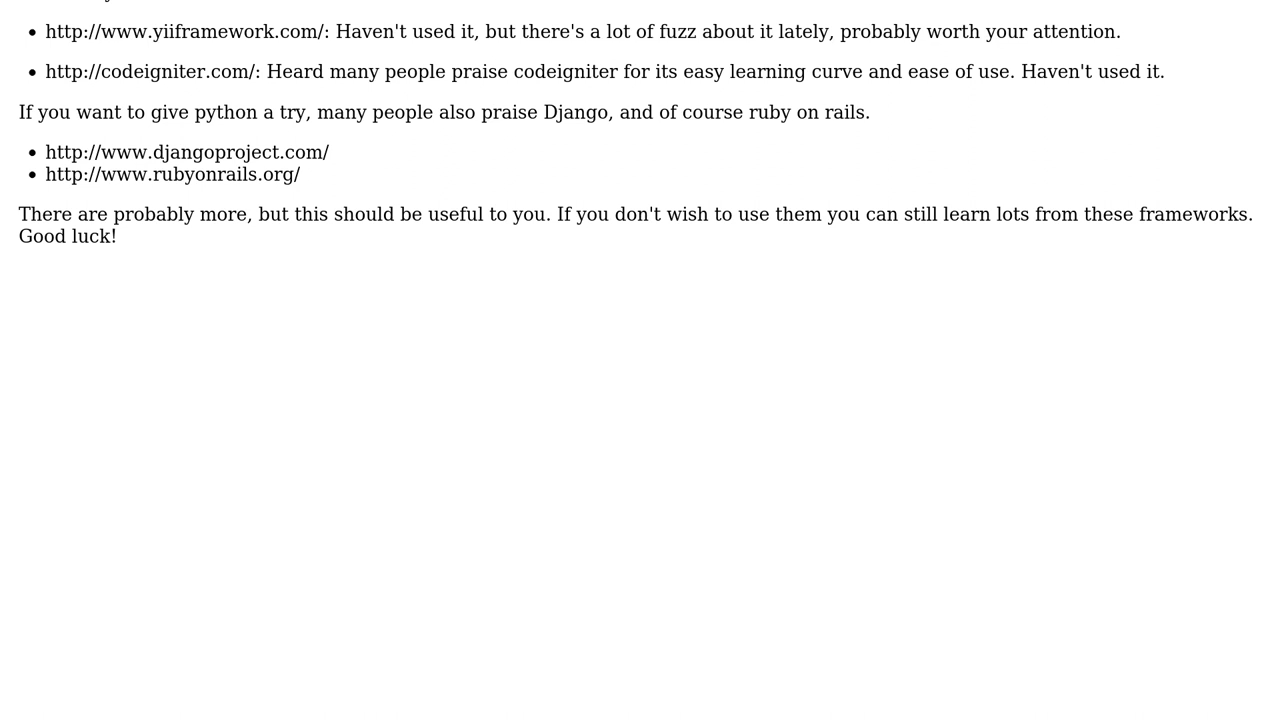 • http://www.yiiframework.com/: Haven't used it, but there's a lot of fuzz about it lately, probably worth your attention.
• http://codeigniter.com/: Heard many people praise codeigniter for its easy learning curve and ease of use. Haven't used it.
If you want to give python a try, many people also praise Django, and of course ruby on rails.
• http://www.djangoproject.com/
• http://www.rubyonrails.org/
There are probably more, but this should be useful to you. If you don't wish to use them you can still learn lots from these frameworks.
Good luck!